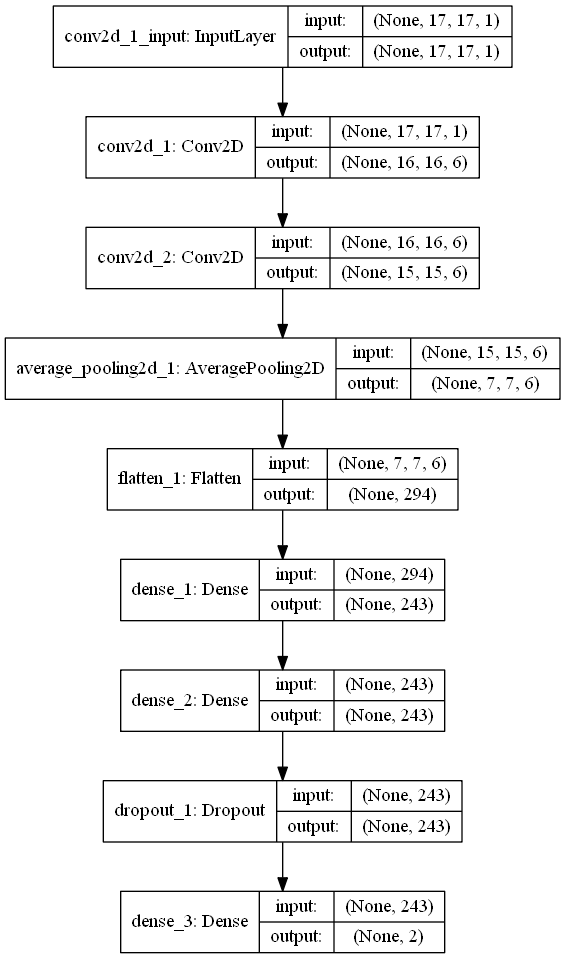 conv2d_1_input: InputLayer
input: (None, 17, 17, 1)
output: (None, 17, 17, 1)
conv2d_1: Conv2D
input: (None, 17, 17, 1)
output: (None, 16, 16, 6)
conv2d_2: Conv2D
input: (None, 16, 16, 6)
output: (None, 15, 15, 6)
average_pooling2d_1: AveragePooling2D
input: (None, 15, 15, 6)
output: (None, 7, 7, 6)
flatten_1: Flatten
input: (None, 7, 7, 6)
output: (None, 294)
dense_1: Dense
input: (None, 294)
output: (None, 243)
dense_2: Dense
input: (None, 243)
output: (None, 243)
dropout_1: Dropout
input: (None, 243)
output: (None, 243)
dense_3: Dense
input: (None, 243)
output: (None, 2)